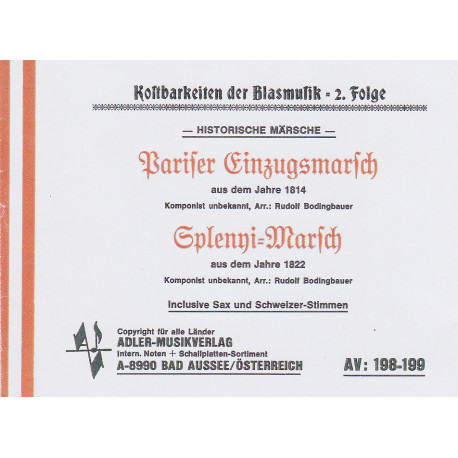 Kostbarkeiten der Blasmusik - 2. Folge
— HISTORISCHE MÄRSCHE —
Pariser Einzugsmarsch
aus dem Jahre 1814
Komponist unbekannt, Arr.: Rudolf Bodingbauer
Splenyi-Marsch
aus dem Jahre 1822
Komponist unbekannt, Arr.: Rudolf Bodingbauer
Inclusive Sax und Schweizer-Stimmen
Copyright für alle Länder
ADLER-MUSIKVERLAG
Intern. Noten + Schallplatten-Sortiment
A-8990 BAD AUSSEE/ÖSTERREICH
AV: 198-199